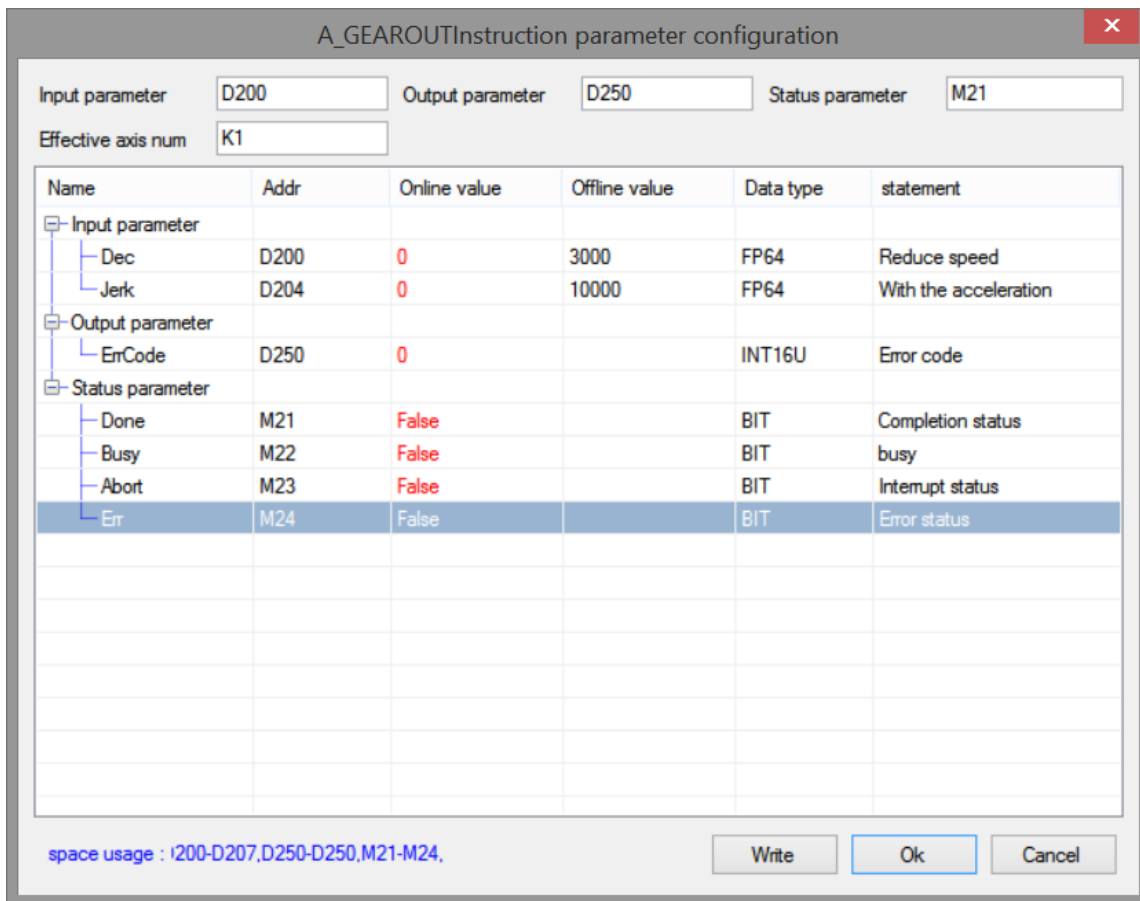 A_GEAROUTInstruction parameter configuration
Input parameter D200 Output parameter D250 Status parameter M21
Effective axis num K1
Name Addr Online value Offline value Data type statement
Input parameter
Dec D200 0 3000 FP64 Reduce speed
Jerk D204 0 10000 FP64 With the acceleration
Output parameter
ErrCode D250 0 INT16U Error code
Status parameter
Done M21 False BIT Completion status
Busy M22 False BIT busy
Abort M23 False BIT Interrupt status
Err M24 False BIT Error status
space usage : 200-D207,D250-D250,M21-M24,
Write Ok Cancel